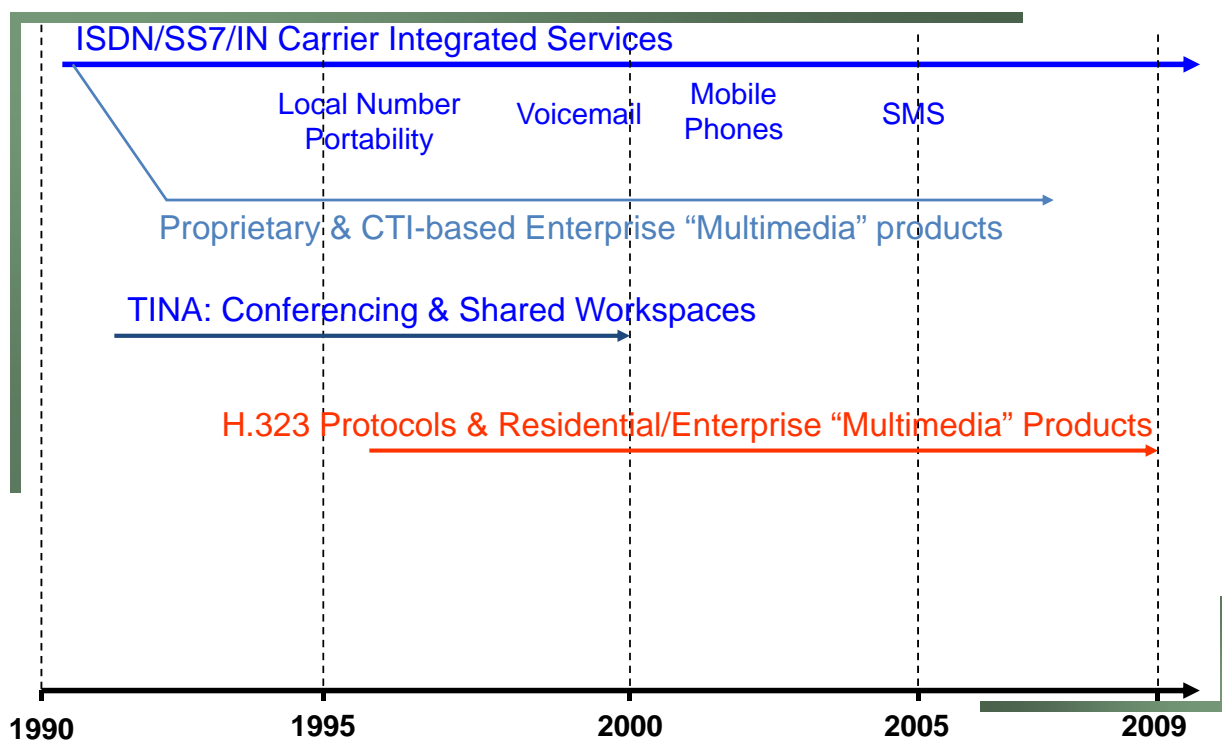 ISDN/SS7/IN Carrier Integrated Services
Local Number
Portability
Voicemail
Mobile
Phones
SMS
Proprietary & CTI-based Enterprise “Multimedia” products
TINA: Conferencing & Shared Workspaces
H.323 Protocols & Residential/Enterprise “Multimedia” Products
1990
1995
2000
2005
2009